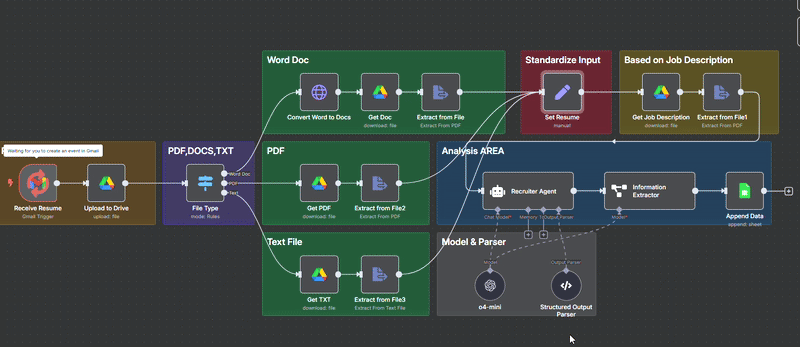 Word Doc
Convert Word to Docs
Get Doc
download: file
Extract from File
Extract From PDF
Standardize Input
Set Resume
manual
Based on Job Description
Get Job Description
download: file
Extract from File1
Extract From PDF
Waiting for you to create an event in Gmail
Receive Resume
Gmail Trigger
Upload to Drive
upload: file
PDF,DOCS,TXT
Word Doc
PDF
Text
File Type
mode: Rules
PDF
Get PDF
download: file
Extract from File2
Extract From PDF
Analysis AREA
Recruiter Agent
Chat Model*
Memory
Output Parser
Information
Extractor
Model*
Append Data
append: sheet
Text File
Get TXT
download: file
Extract from File3
Extract From Text File
Model & Parser
Model
o4-mini
Output Parser
Structured Output
Parser